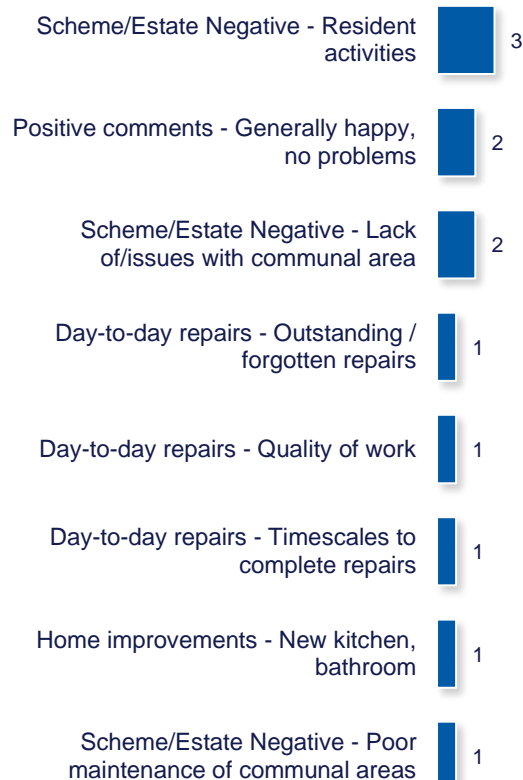 Scheme/Estate Negative - Resident
activities
3
Positive comments - Generally happy,
no problems
2
Scheme/Estate Negative - Lack
of/issues with communal area
2
Day-to-day repairs - Outstanding /
forgotten repairs
1
Day-to-day repairs - Quality of work
1
Day-to-day repairs - Timescales to
complete repairs
1
Home improvements - New kitchen,
bathroom
1
Scheme/Estate Negative - Poor
maintenance of communal areas
1